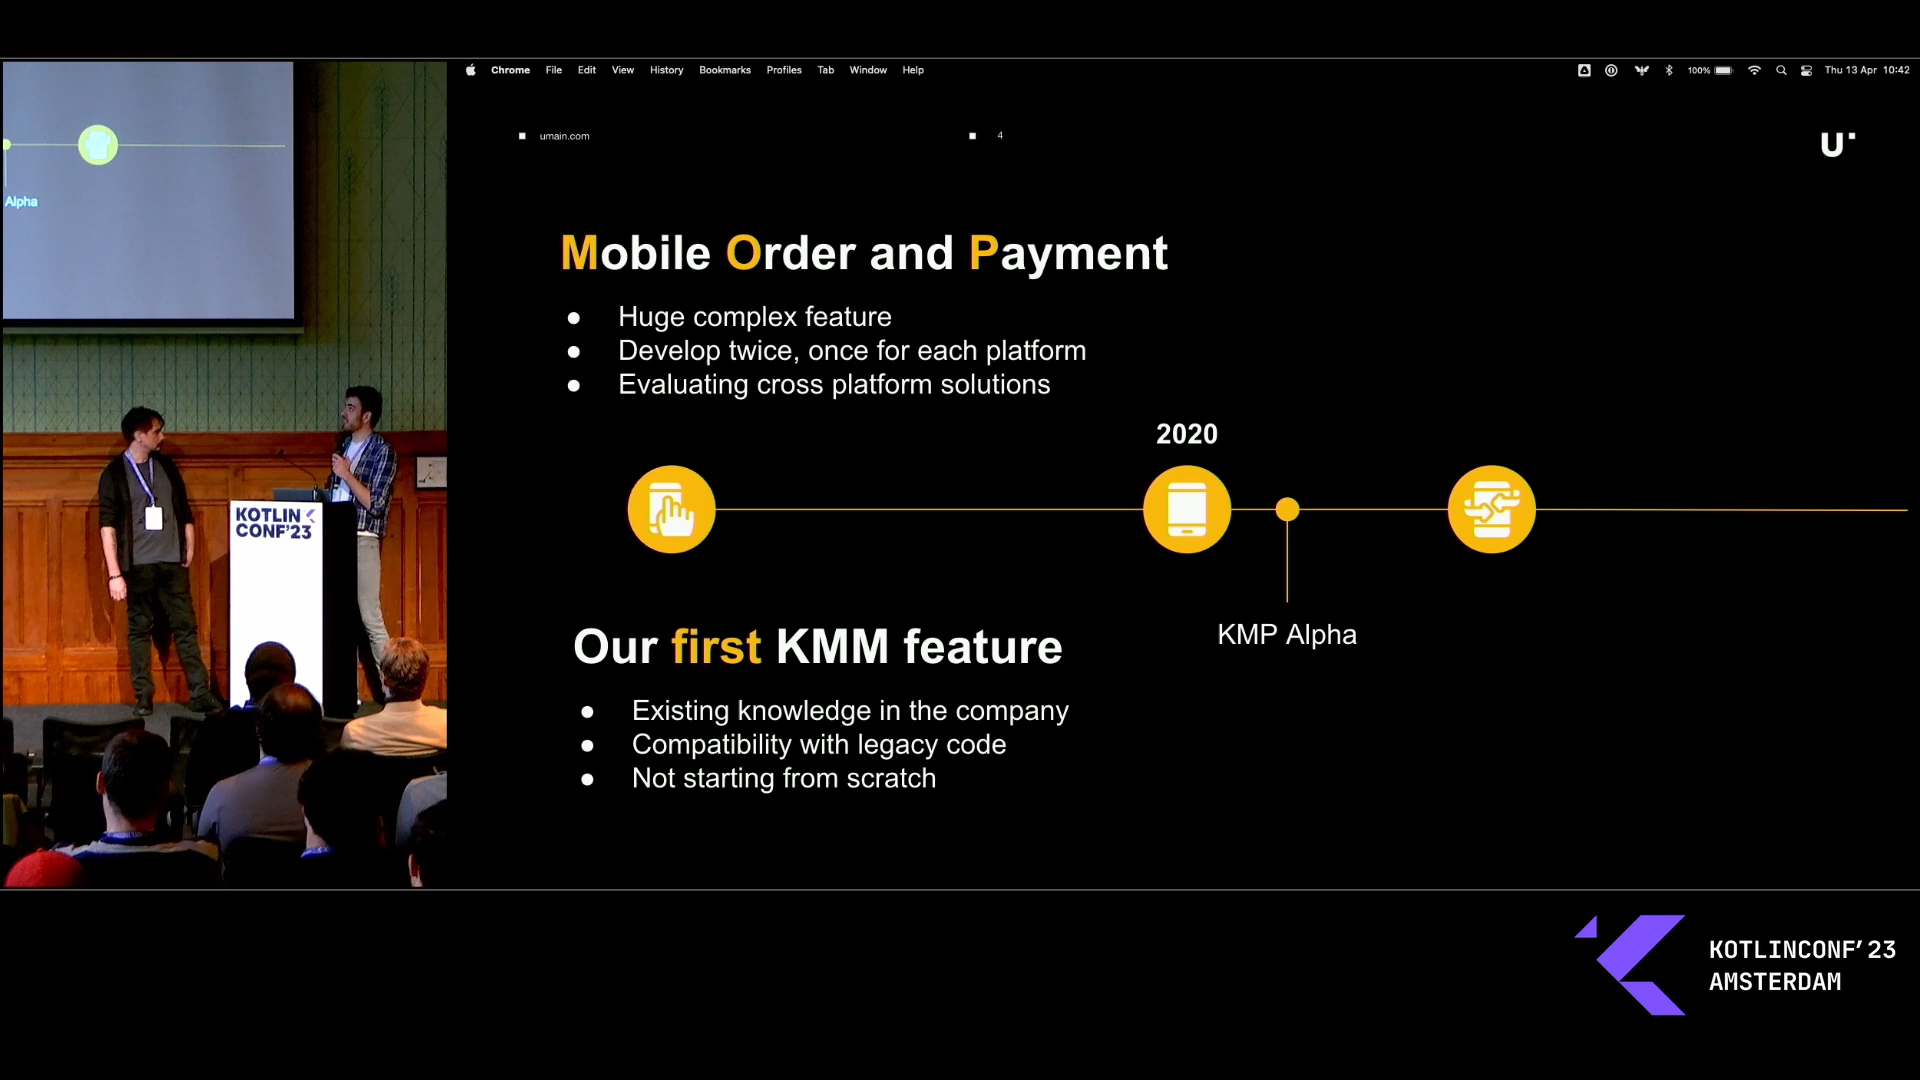 Alpha
KOTLIN
CONF'23
Chrome File Edit View History Bookmarks Profiles Tab Window Help
100% Thu 13 Apr 10:42
umain.com
4
U
Mobile Order and Payment
● Huge complex feature
● Develop twice, once for each platform
● Evaluating cross platform solutions
2020
KMP Alpha
Our first KMM feature
● Existing knowledge in the company
● Compatibility with legacy code
● Not starting from scratch
KOTLINCONF'23
AMSTERDAM